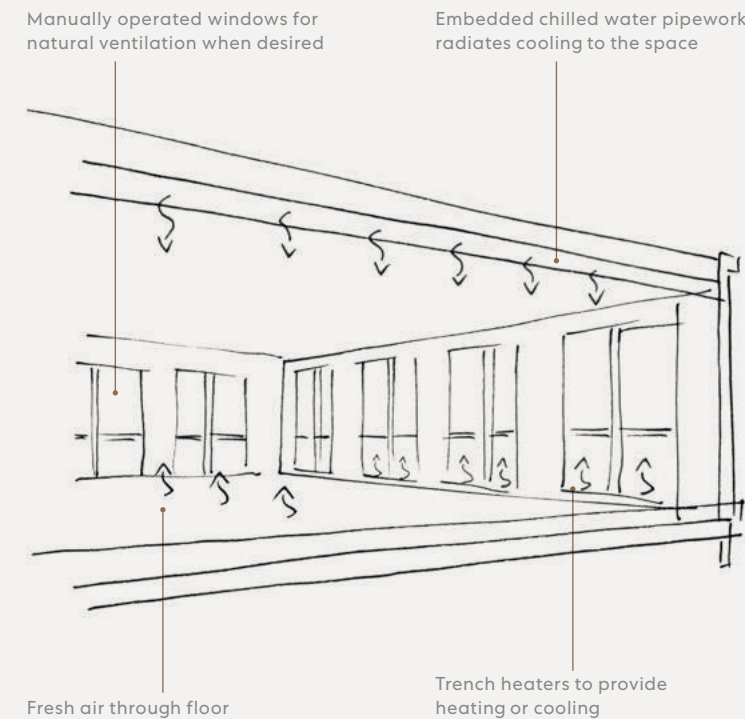 Manually operated windows for
natural ventilation when desired
Embedded chilled water pipework
radiates cooling to the space
Fresh air through floor
Trench heaters to provide
heating or cooling